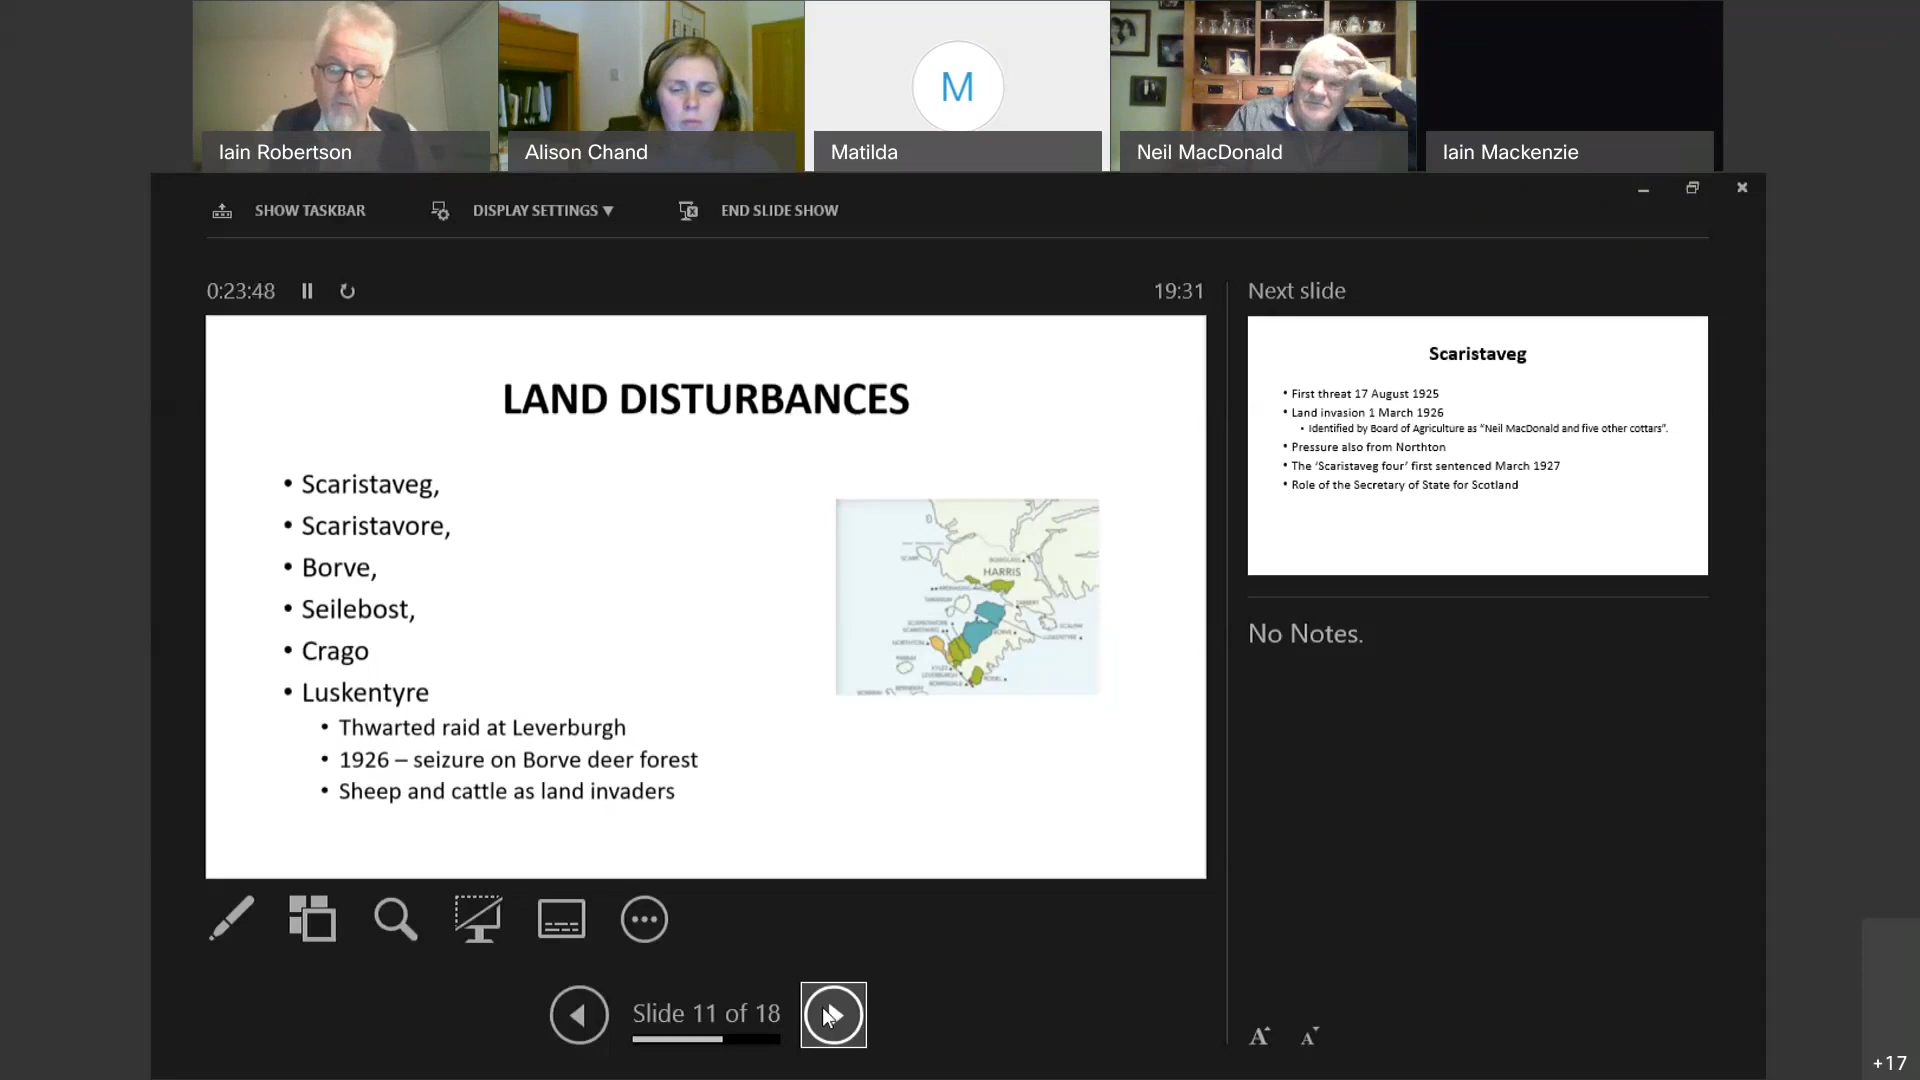 M
Iain Robertson
Alison Chand
Matilda
Neil MacDonald
Iain Mackenzie
SHOW TASKBAR
DISPLAY SETTINGS ▼
END SLIDE SHOW
0:23:48
19:31
Next slide
LAND DISTURBANCES
• Scaristaveg,
• Scaristavore,
• Borve,
• Seilebost,
• Crago
• Luskentyre
• Thwarted raid at Leverburgh
• 1926 – seizure on Borve deer forest
• Sheep and cattle as land invaders
HARRIS
Scaristaveg
• First threat 17 August 1925
• Land invasion 1 March 1926
• Identified by Board of Agriculture as “Neil MacDonald and five other cottars”.
• Pressure also from Northton
• The ‘Scaristaveg four’ first sentenced March 1927
• Role of the Secretary of State for Scotland
No Notes.
Slide 11 of 18
A A
+17